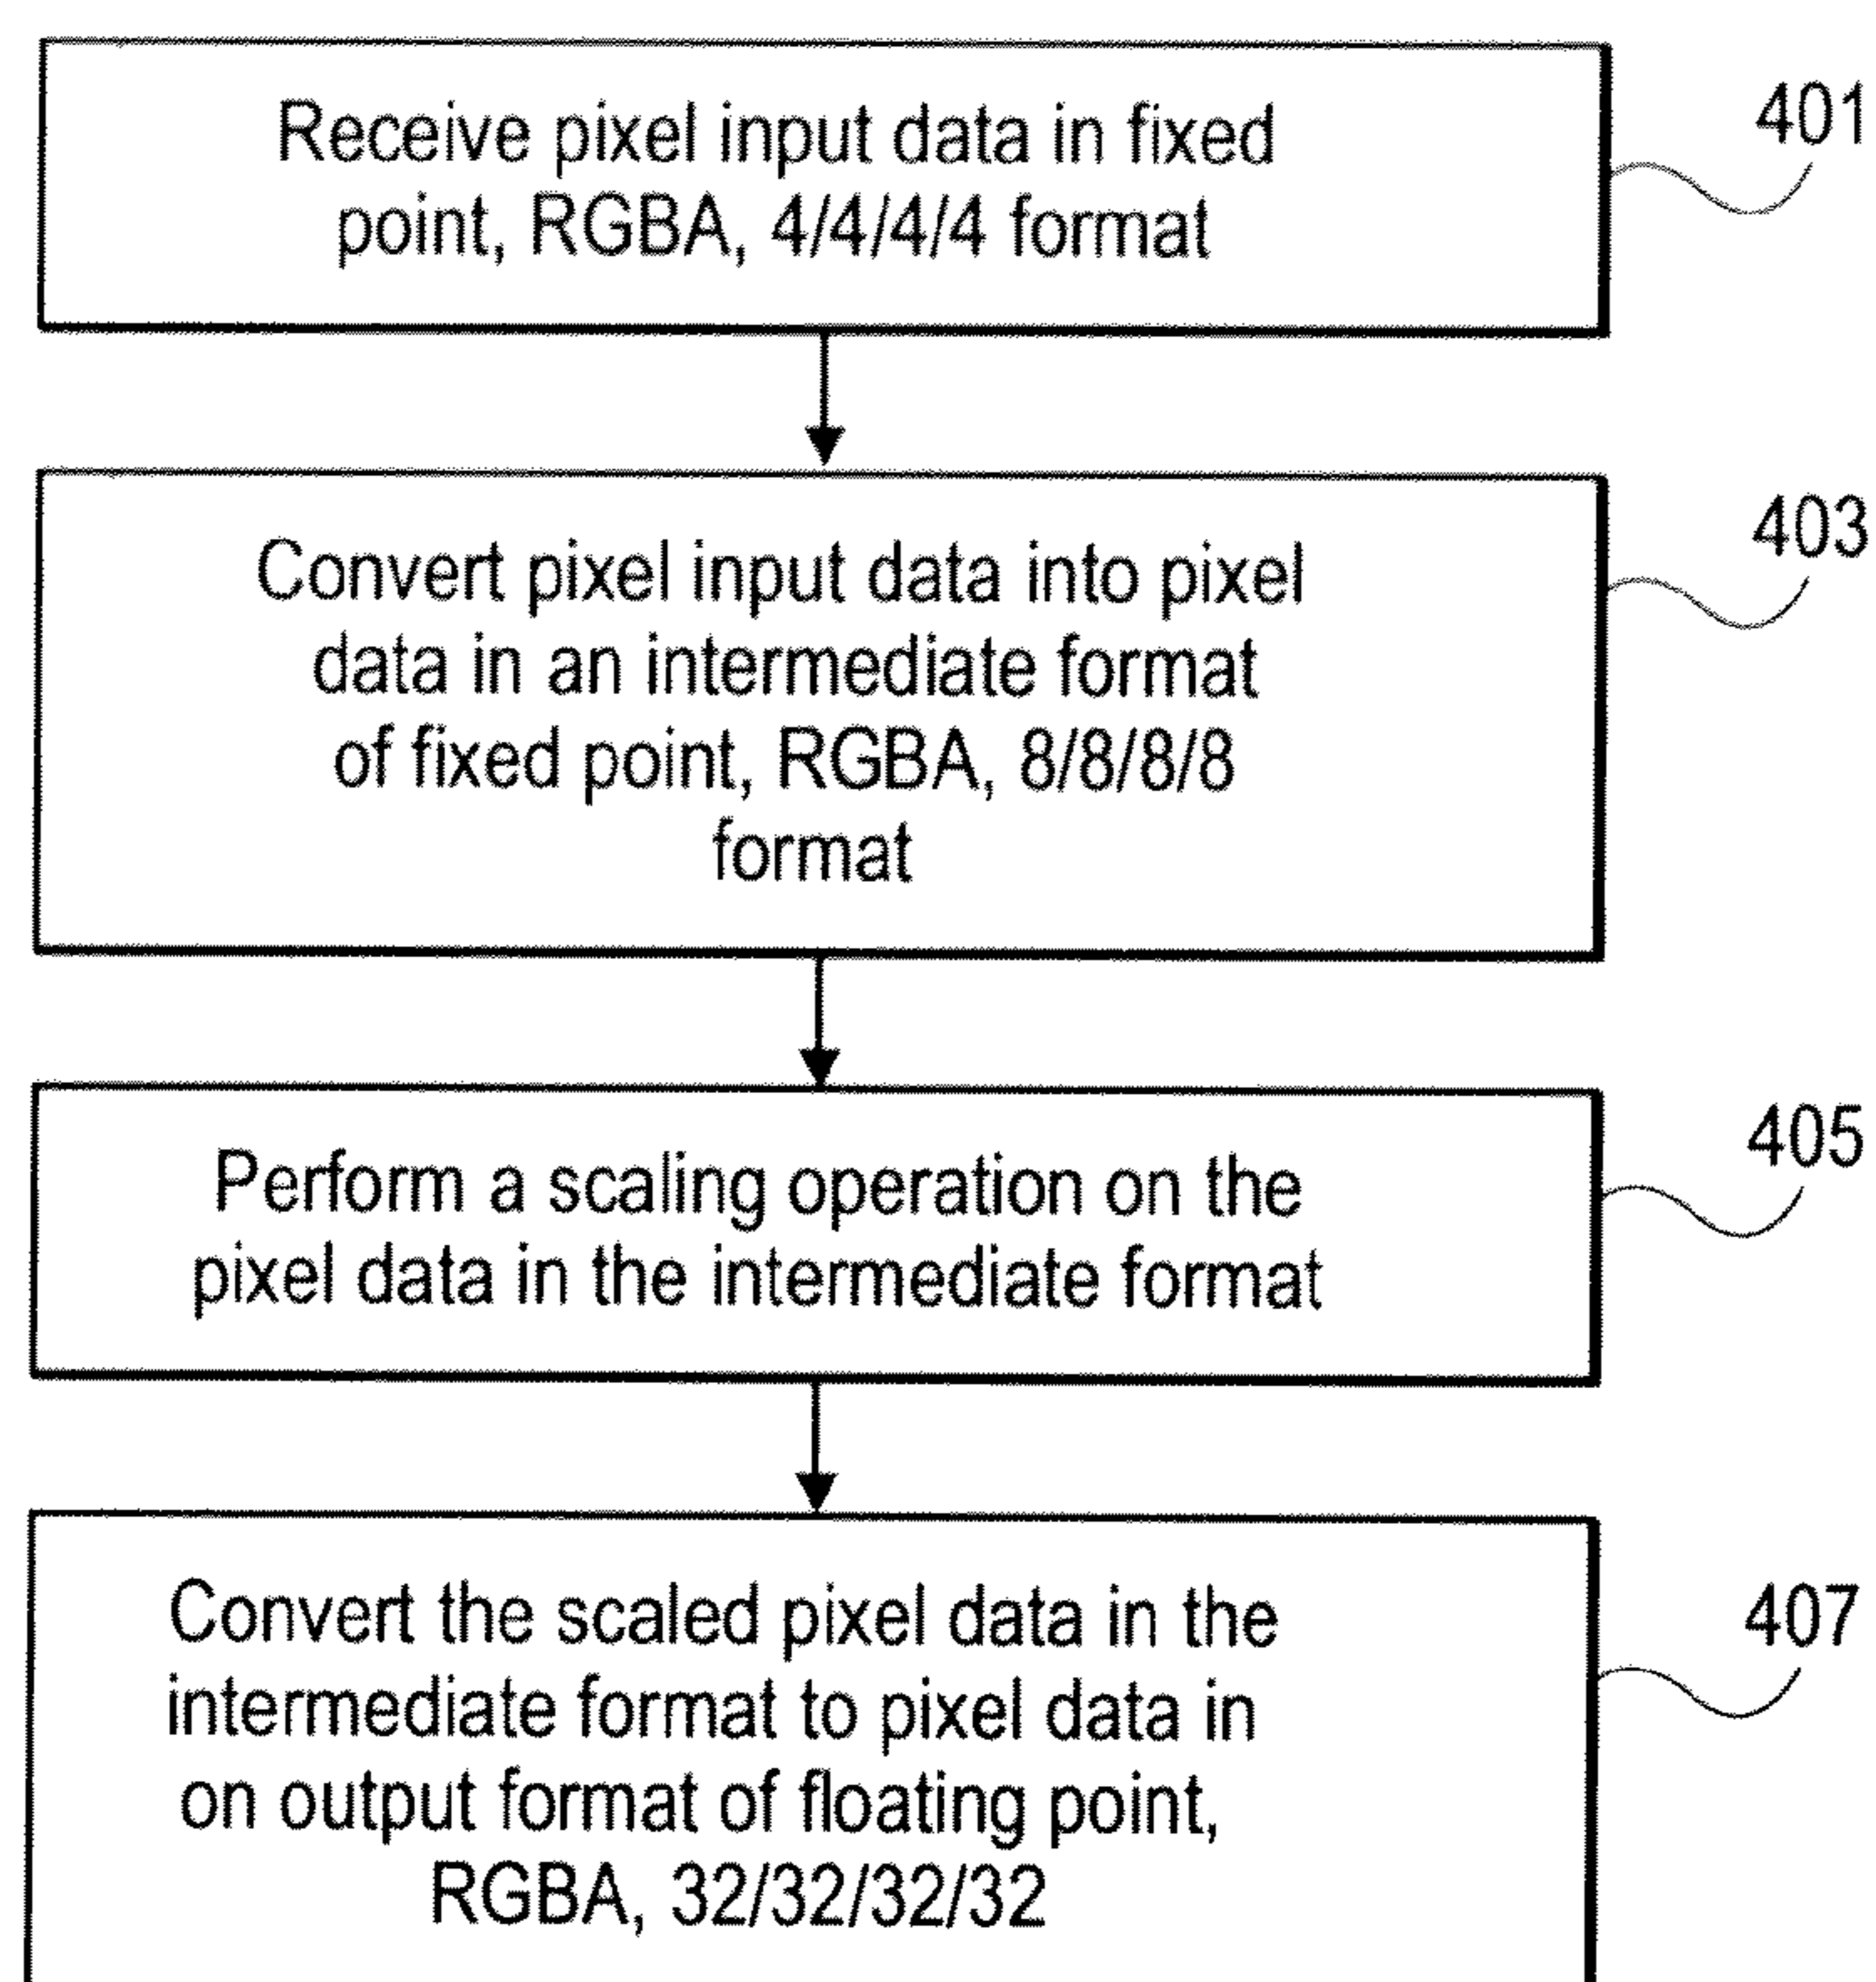 Receive pixel input data in fixed
point, RGBA, 4/4/4/4 format
401
Convert pixel input data into pixel
data in an intermediate format
of fixed point, RGBA, 8/8/8/8
format
403
Perform a scaling operation on the
pixel data in the intermediate format
405
Convert the scaled pixel data in the
intermediate format to pixel data in
on output format of floating point,
RGBA, 32/32/32/32
407